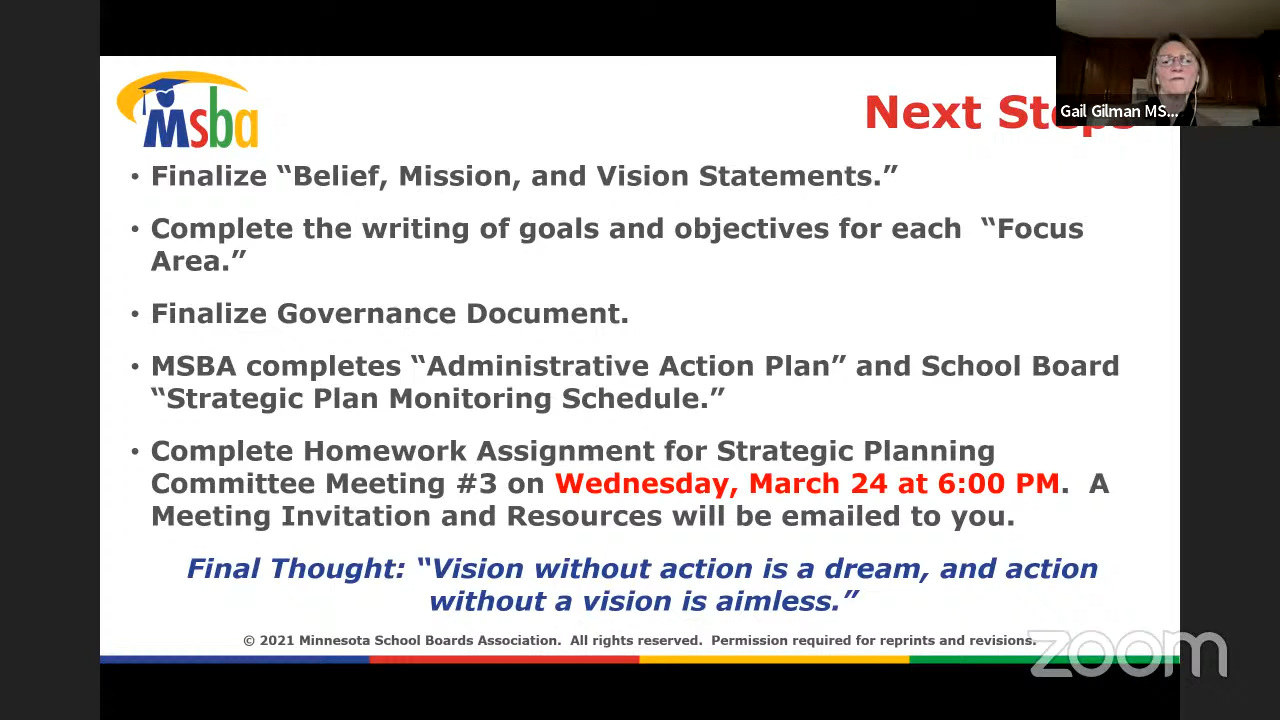 msba
Next Steps
Gail Gilman MS...
• Finalize “Belief, Mission, and Vision Statements.”
• Complete the writing of goals and objectives for each “Focus
Area.”
• Finalize Governance Document.
• MSBA completes “Administrative Action Plan” and School Board
“Strategic Plan Monitoring Schedule.”
• Complete Homework Assignment for Strategic Planning
Committee Meeting #3 on Wednesday, March 24 at 6:00 PM. A
Meeting Invitation and Resources will be emailed to you.
Final Thought: “Vision without action is a dream, and action
without a vision is aimless.”
© 2021 Minnesota School Boards Association. All rights reserved. Permission required for reprints and revisions.
zoom